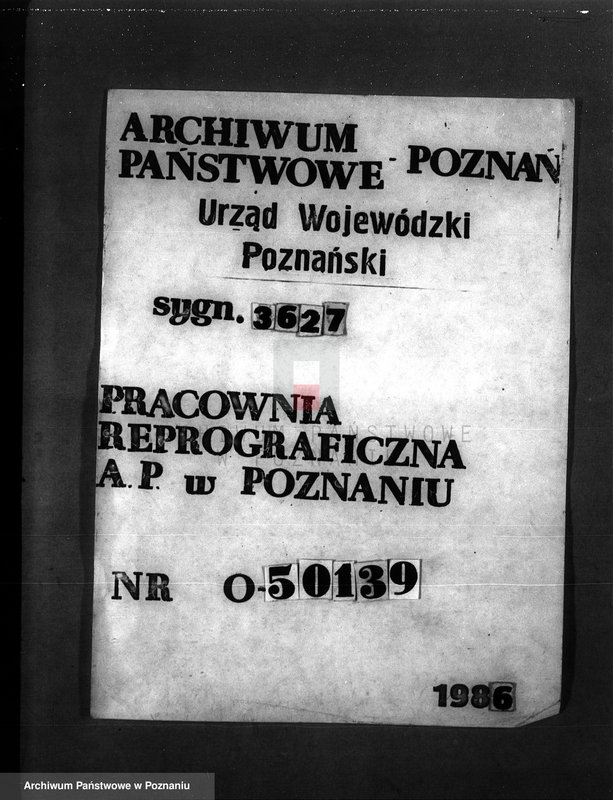 ARCHIWUM
PAŃSTWOWE - POZNAŃ
Urząd Wojewódzki
Poznański
sygn. 3627
PRACOWNIA
REPROGRAFICZNA
A.P. w POZNANIU
NR O-50139
1986
Archiwum Państwowe w Poznaniu